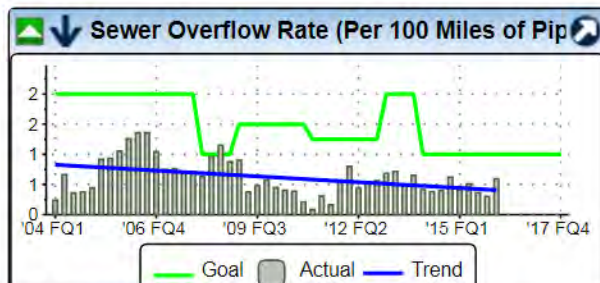 Sewer Overflow Rate (Per 100 Miles of Pip
2
2
1
1
0
'04 FQ1 '06 FQ4 '09 FQ3 '12 FQ2 '15 FQ1 '17 FQ4
Goal Actual Trend